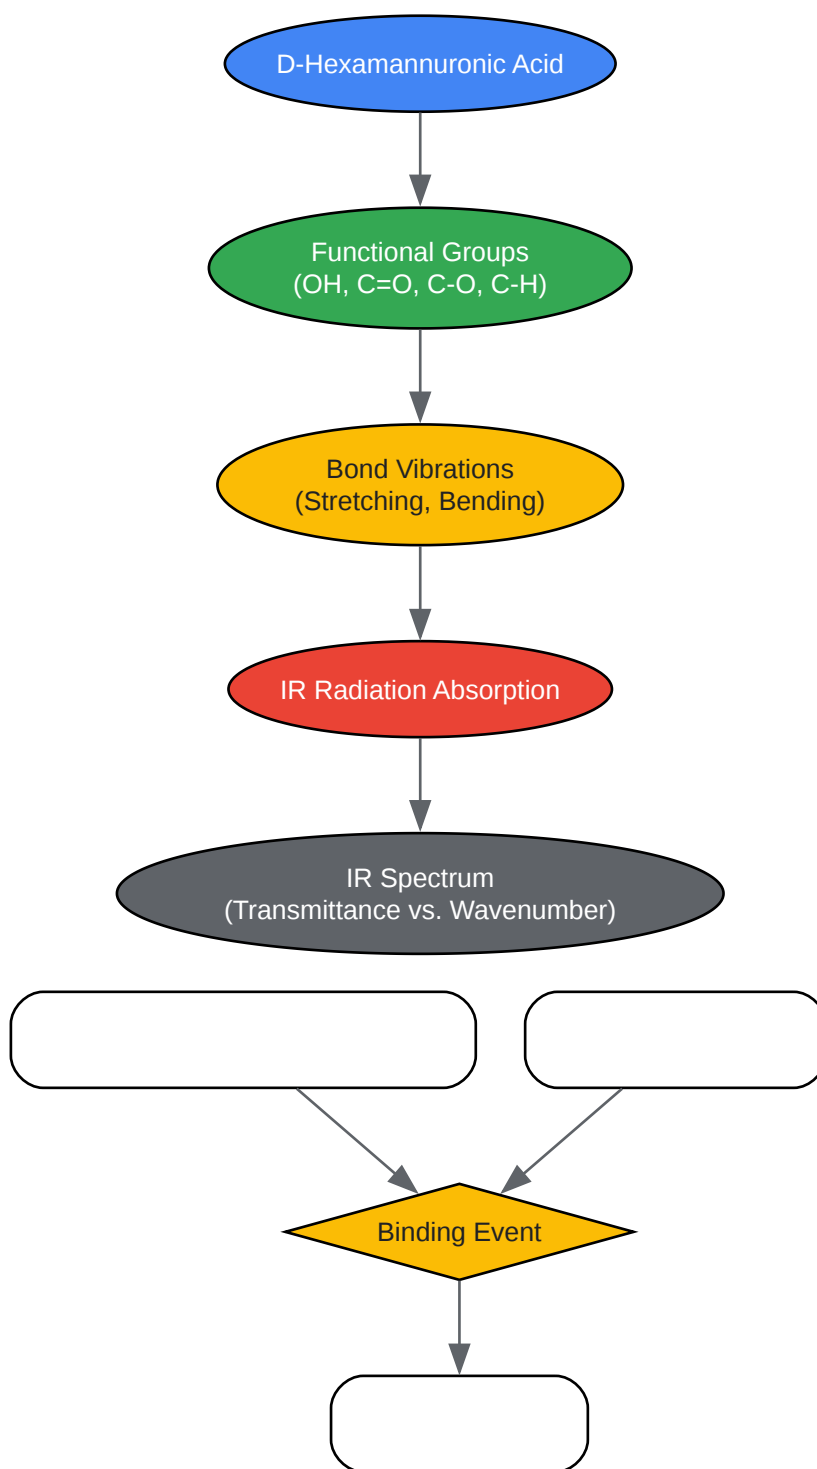 D-Hexamannuronic Acid
Functional Groups
(OH, C=O, C-O, C-H)
Bond Vibrations
(Stretching, Bending)
IR Radiation Absorption
IR Spectrum
(Transmittance vs. Wavenumber)
Binding Event